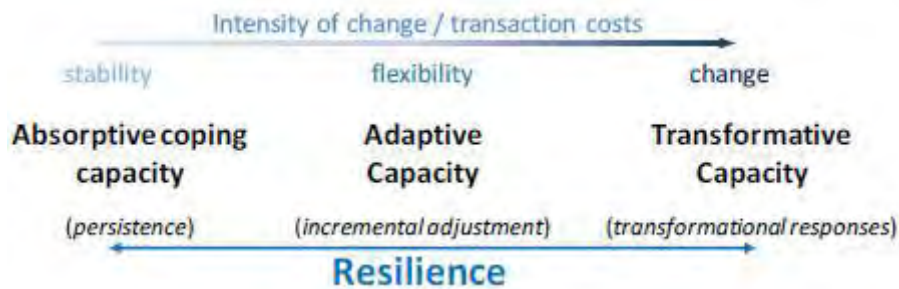 Intensity of change / transaction costs
stability flexibility change
Absorptive coping Adaptive Transformative
capacity Capacity Capacity
(persistence) (incremental adjustment) (transformational responses)
Resilience